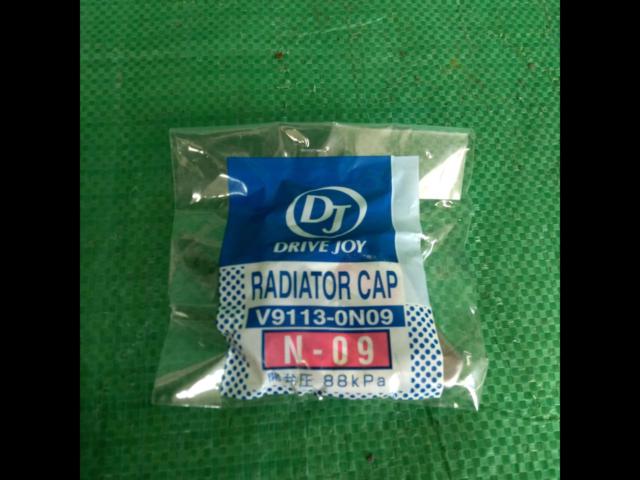 DJ
DRIVE JOY
RADIATOR CAP
V9113-0N09
N-09
開弁圧 88kPa